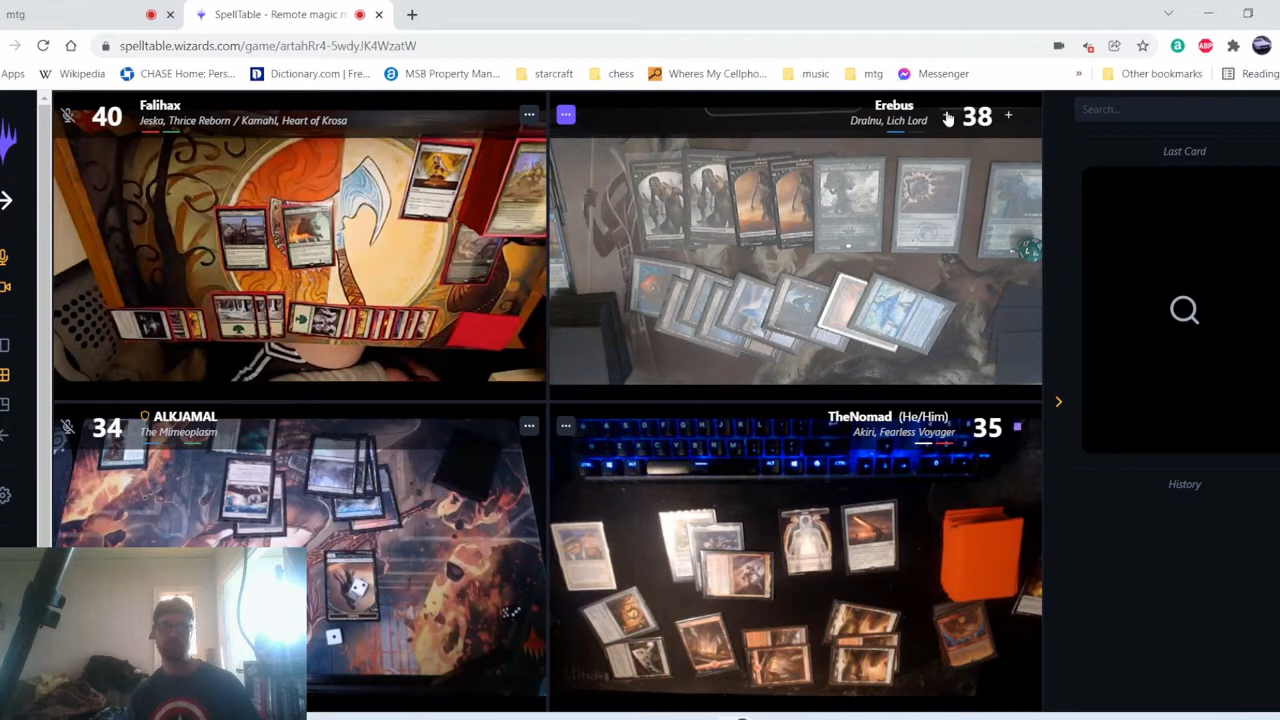 mtg
SpellTable - Remote magic m
spelltable.wizards.com/game/artahRr4-5wdyJK4WzatW
Apps
Wikipedia
CHASE Home Pers...
Dictionary.com | Fre...
MSB Property Man...
starcraft
chess
Wheres My Cellpho...
music
mtg
Messenger
»
Other bookmarks
Reading
40
Falihax
Jeska, Thrice Reborn / Kamahl, Heart of Krosa
Erebus
Dralnu, Lich Lord
38 +
Search...
Last Card
History
34
ALKJAMAL
The Mimeoplasm
TheNomad (He/Him)
Akiri, Fearless Voyager
35